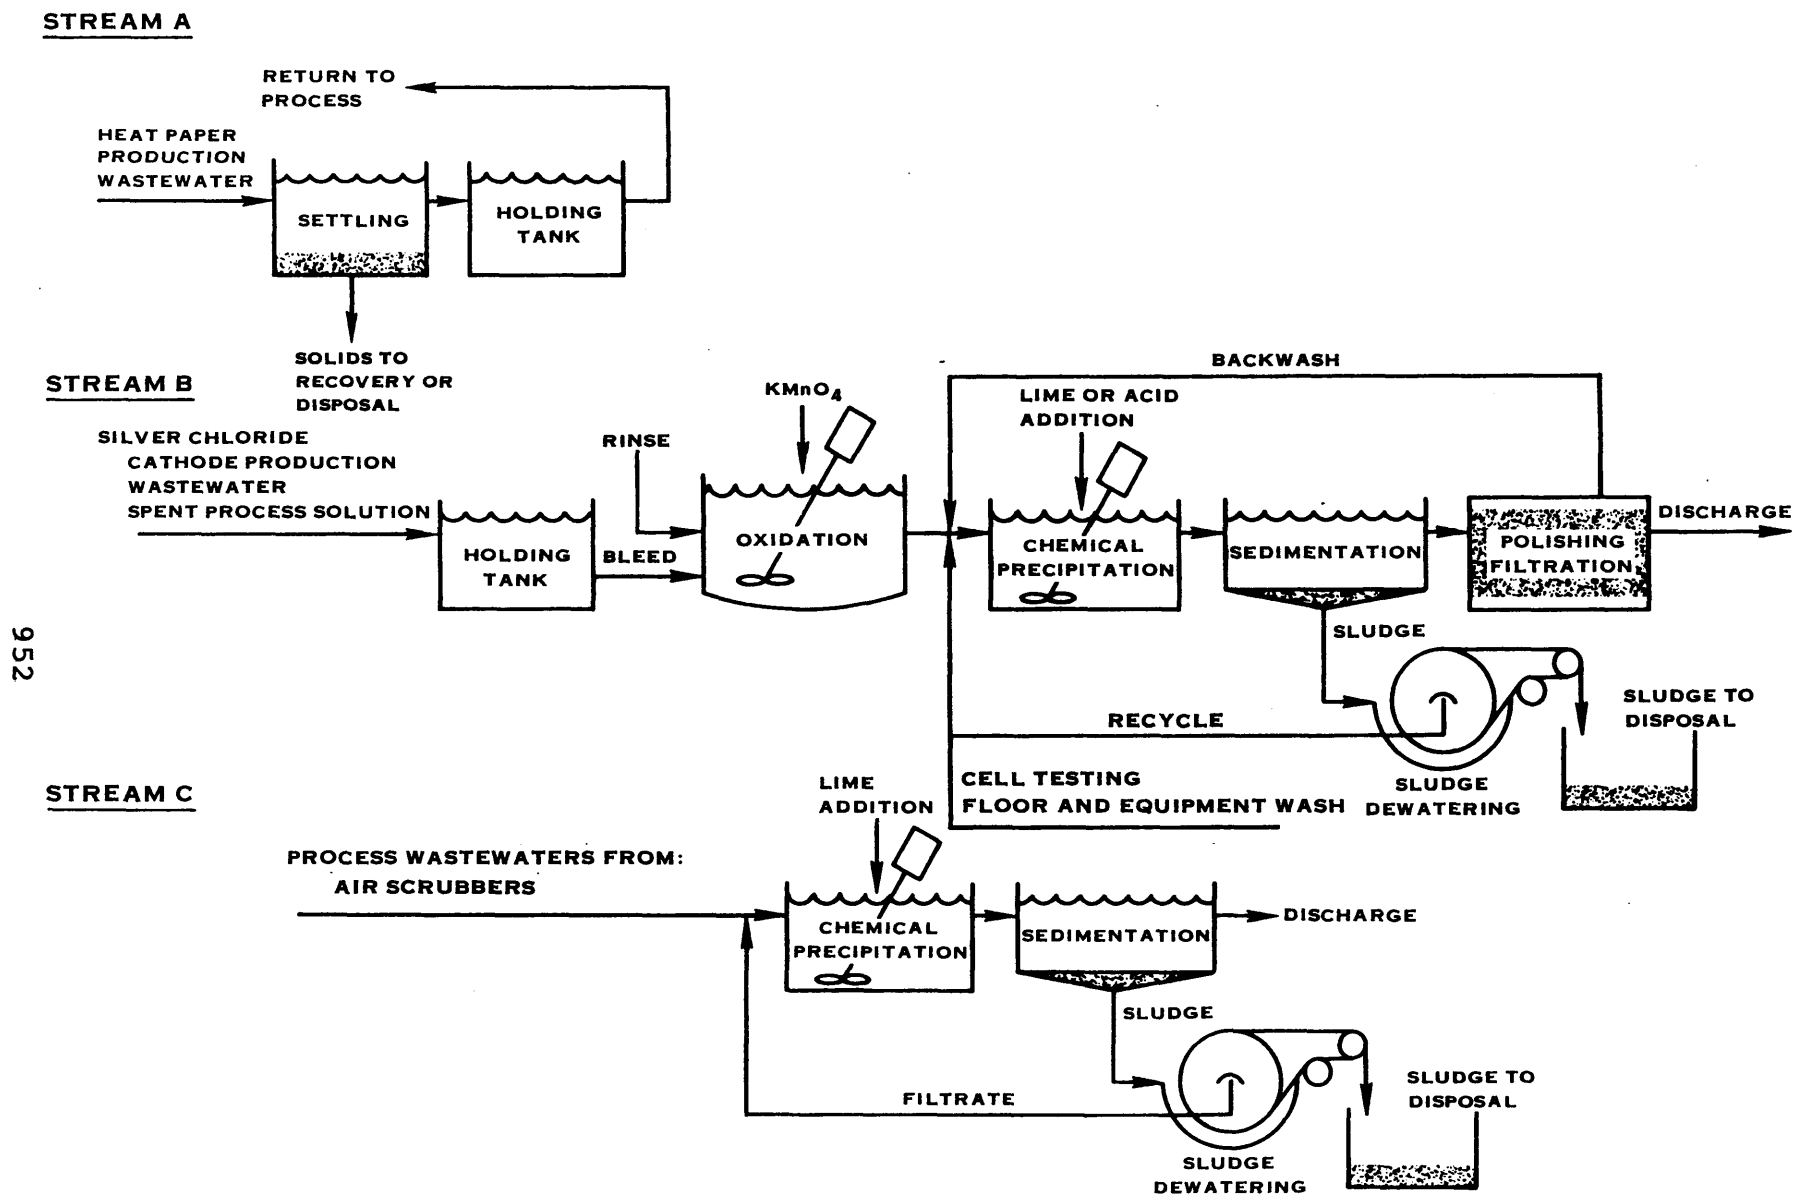 STREAM A
RETURN TO
PROCESS
HEAT PAPER
PRODUCTION
WASTEWATER
SETTLING
HOLDING
TANK
SOLIDS TO
RECOVERY OR
DISPOSAL
STREAM B
SILVER CHLORIDE
CATHODE PRODUCTION
WASTEWATER
SPENT PROCESS SOLUTION
HOLDING
TANK
RINSE
BLEED
KMnO4
OXIDATION
BACKWASH
LIME OR ACID
ADDITION
CHEMICAL
PRECIPITATION
SEDIMENTATION
POLISHING
FILTRATION
DISCHARGE
SLUDGE
RECYCLE
SLUDGE TO
DISPOSAL
SLUDGE
DEWATERING
CELL TESTING
FLOOR AND EQUIPMENT WASH
952
STREAM C
LIME
ADDITION
PROCESS WASTEWATERS FROM:
AIR SCRUBBERS
CHEMICAL
PRECIPITATION
SEDIMENTATION
DISCHARGE
SLUDGE
FILTRATE
SLUDGE TO
DISPOSAL
SLUDGE
DEWATERING